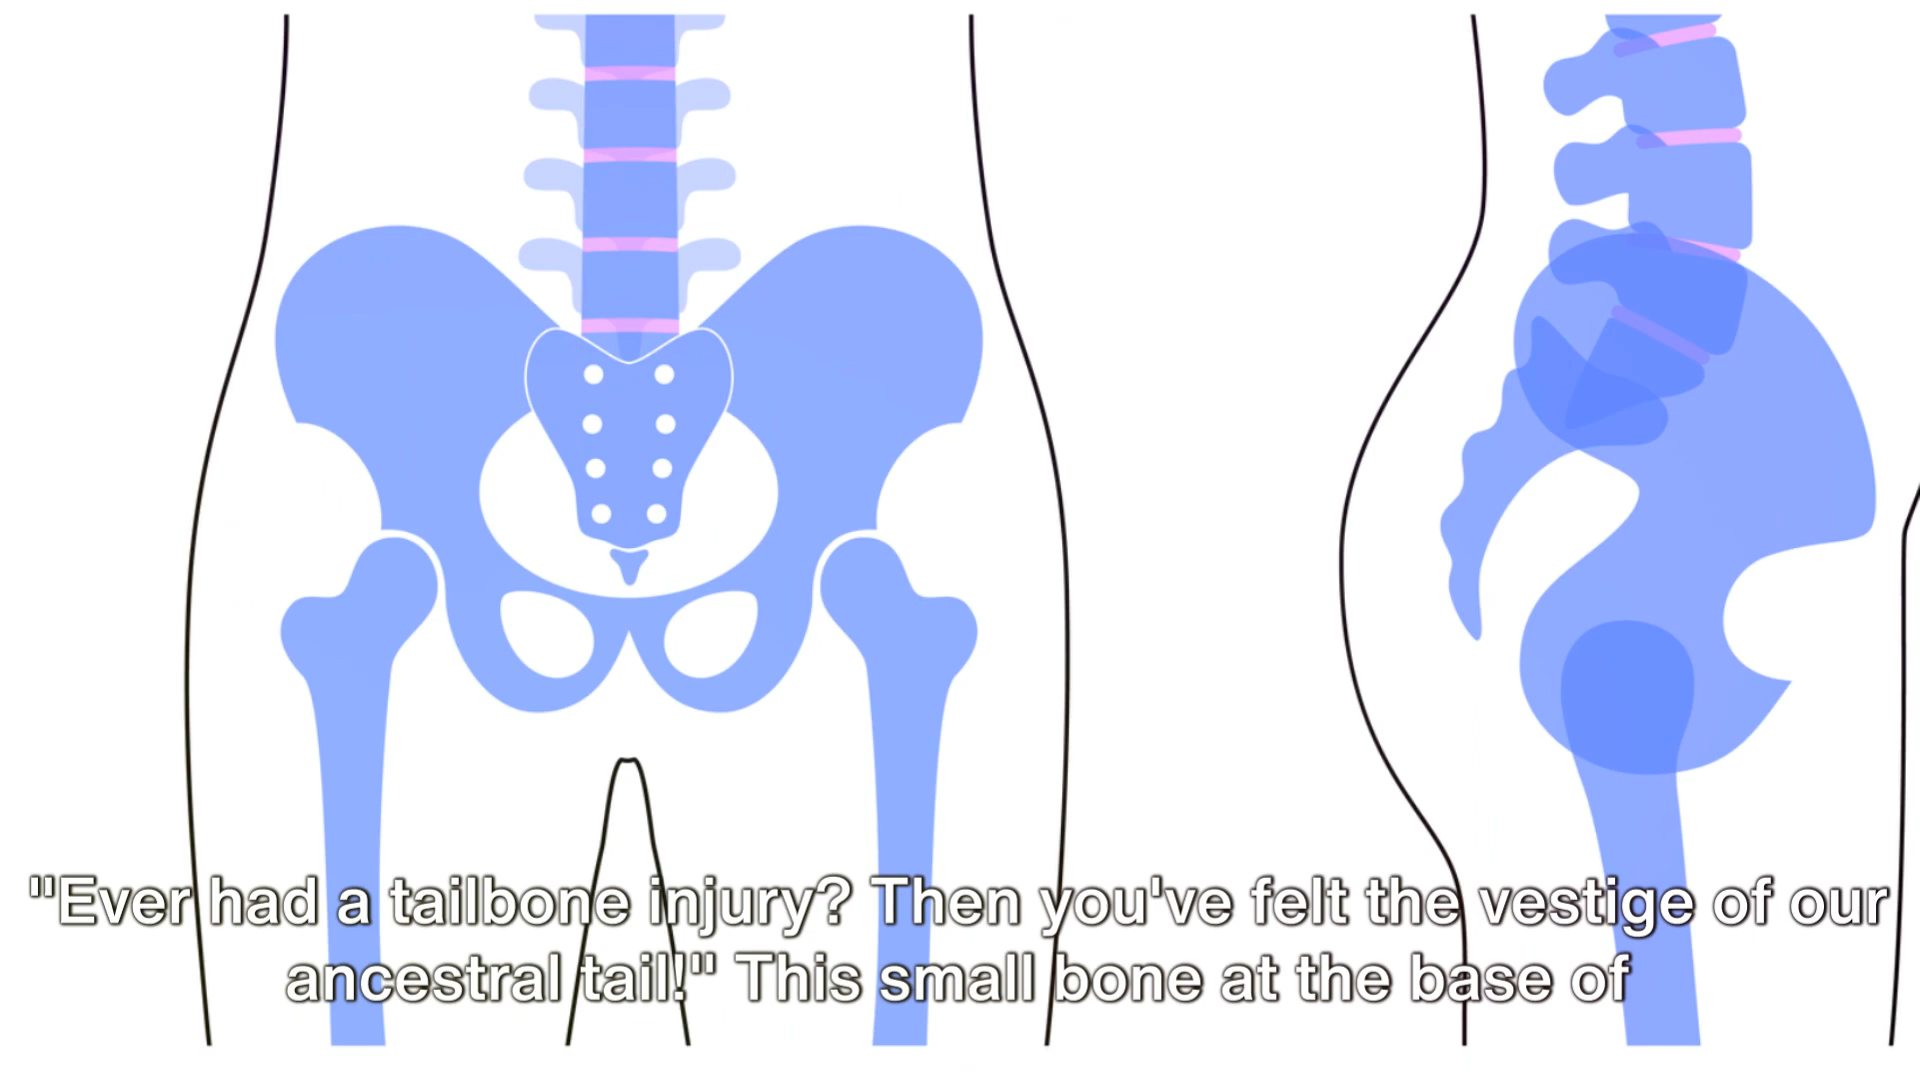 "Ever had a tailbone injury? Then you've felt the vestige of our
ancestral tail!" This small bone at the base of